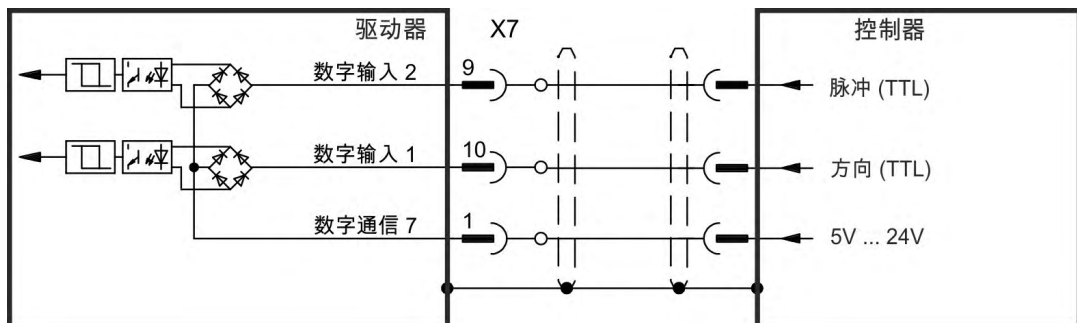 驱动器
X7
控制器
数字输入 2
9
脉冲 (TTL)
数字输入 1
10
方向 (TTL)
数字通信 7
1
5V ... 24V